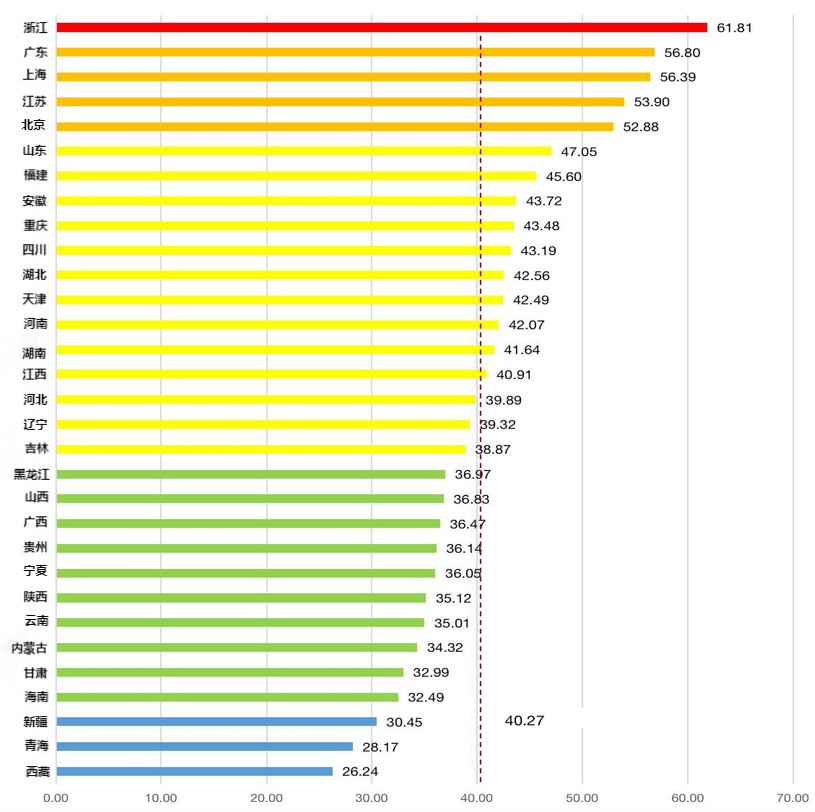 浙江 61.81
广东 56.80
上海 56.39
江苏 53.90
北京 52.88
山东 47.05
福建 45.60
安徽 43.72
重庆 43.48
四川 43.19
湖北 42.56
天津 42.49
河南 42.07
湖南 41.64
江西 40.91
河北 39.89
辽宁 39.32
吉林 38.87
黑龙江 36.97
山西 36.83
广西 36.47
贵州 36.14
宁夏 36.05
陕西 35.12
云南 35.01
内蒙古 34.32
甘肃 32.99
海南 32.49
新疆 30.45 40.27
青海 28.17
西藏 26.24
0.00 10.00 20.00 30.00 40.00 50.00 60.00 70.00